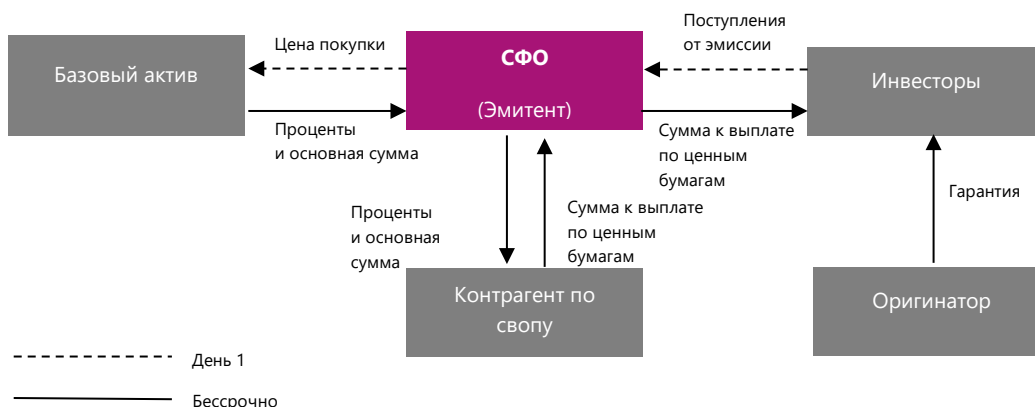 Базовый актив
Цена покупки
Проценты
и основная сумма
СФО
(Эмитент)
Поступления
от эмиссии
Сумма к выплате
по ценным
бумагам
Инвесторы
Гарантия
Проценты
и основная
сумма
Сумма к выплате
по ценным
бумагам
Контрагент по
свопу
Оригинатор
День 1
Бессрочно